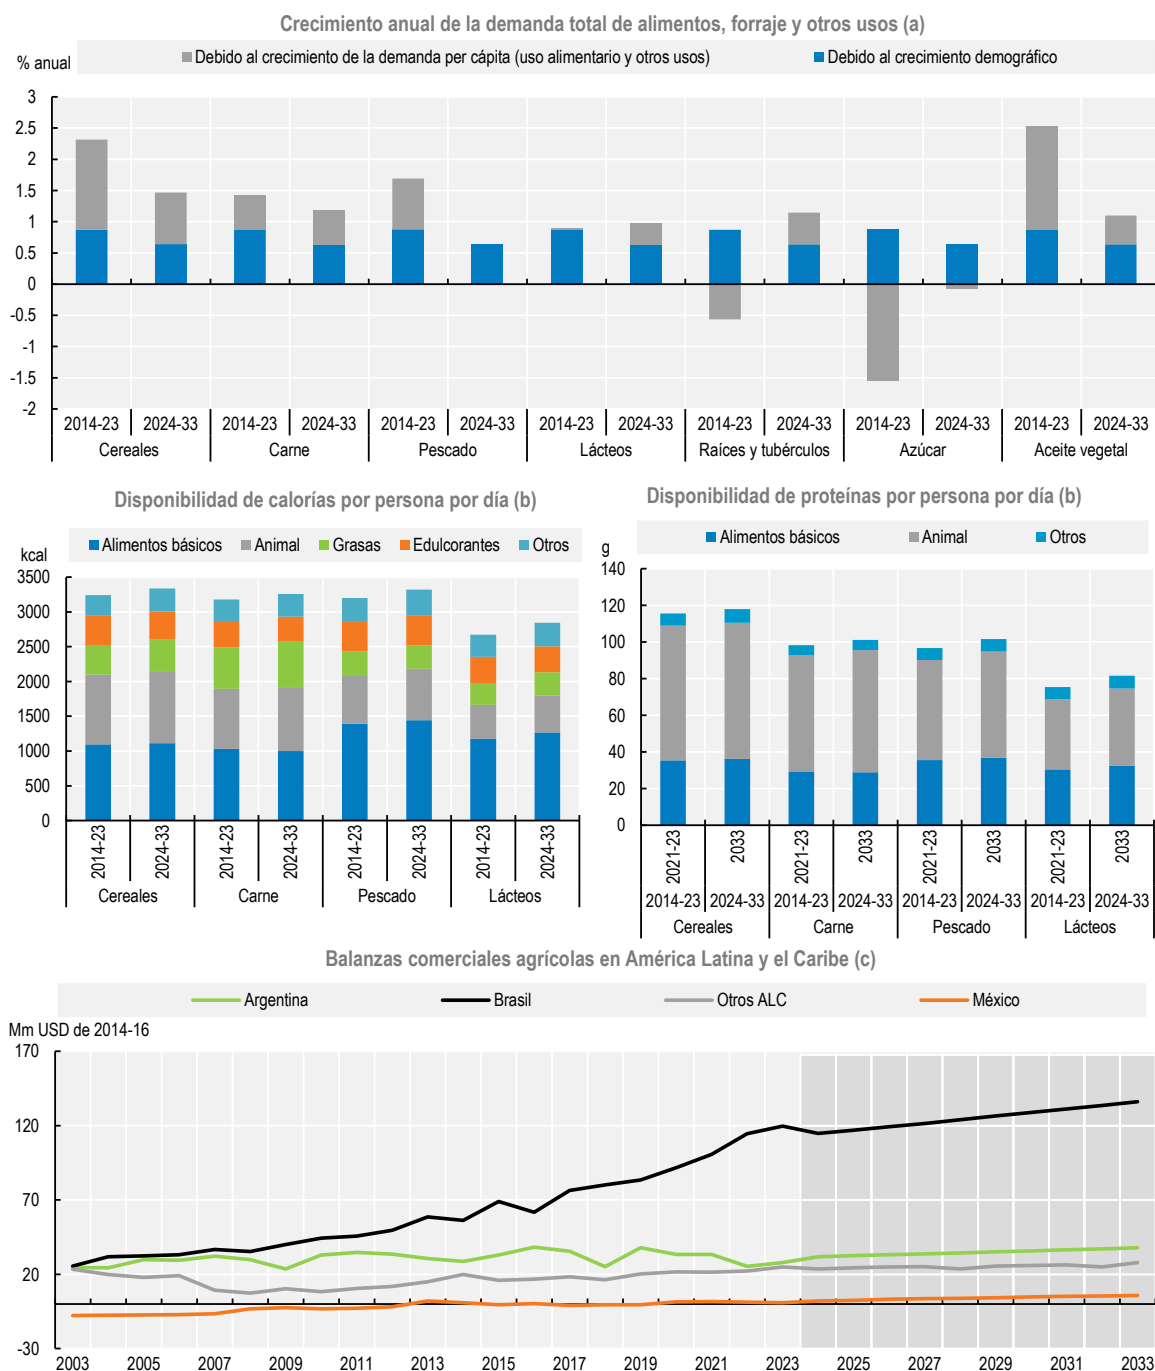 Crecimiento anual de la demanda total de alimentos, forraje y otros usos (a)
Debido al crecimiento de la demanda per cápita (uso alimentario y otros usos) Debido al crecimiento demográfico
% anual
3
2.5
2
1.5
1
0.5
0
-0.5
-1
-1.5
-2
2014-23 2024-33 2014-23 2024-33 2014-23 2024-33 2014-23 2024-33 2014-23 2024-33 2014-23 2024-33 2014-23 2024-33
Cereales Carne Pescado Lácteos Raíces y tubérculos Azúcar Aceite vegetal
Disponibilidad de calorías por persona por día (b)
Alimentos básicos Animal Grasas Edulcorantes Otros
kcal
3500
3000
2500
2000
1500
1000
500
0
2014-23 2024-33 2014-23 2024-33 2014-23 2024-33 2014-23 2024-33
Cereales Carne Pescado Lácteos
Disponibilidad de proteínas por persona por día (b)
Alimentos básicos Animal Otros
g
140
120
100
80
60
40
20
0
2021-23 2033 2021-23 2033 2021-23 2033 2021-23 2033
2014-23 2024-33 2014-23 2024-33 2014-23 2024-33 2014-23 2024-33
Cereales Carne Pescado Lácteos
Balanzas comerciales agrícolas en América Latina y el Caribe (c)
Argentina Brasil Otros ALC México
Mm USD de 2014-16
170
120
70
20
-30
2003 2005 2007 2009 2011 2013 2015 2017 2019 2021 2023 2025 2027 2029 2031 2033